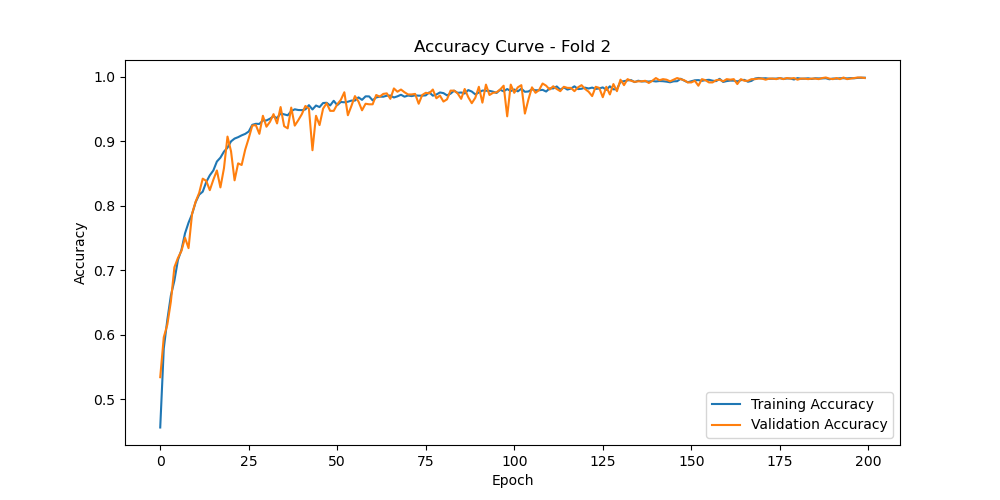 Accuracy Curve - Fold 2
1.0
0.9
0.8
0.7
0.6
0.5
Accuracy
0 25 50 75 100 125 150 175 200
Epoch
Training Accuracy
Validation Accuracy